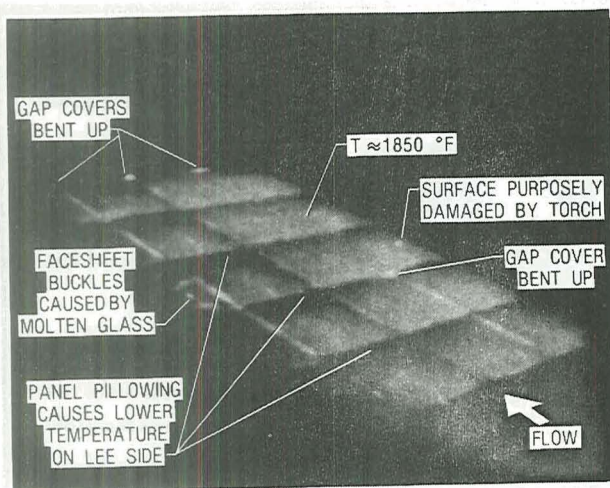 GAP COVERS
BENT UP
T ≈1850 °F
SURFACE PURPOSELY
DAMAGED BY TORCH
GAP COVER
BENT UP
FACESHEET
BUCKLES
CAUSED BY
MOLTEN GLASS
PANEL PILLOWING
CAUSES LOWER
TEMPERATURE
ON LEE SIDE
FLOW